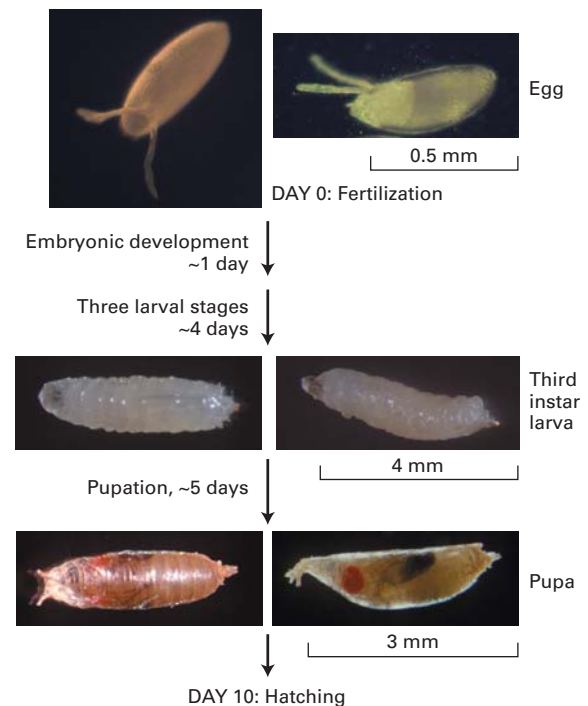 Egg
0.5 mm
DAY 0: Fertilization
Embryonic development
~1 day
Three larval stages
~4 days
Third
instar
larva
4 mm
Pupation, ~5 days
Pupa
3 mm
DAY 10: Hatching